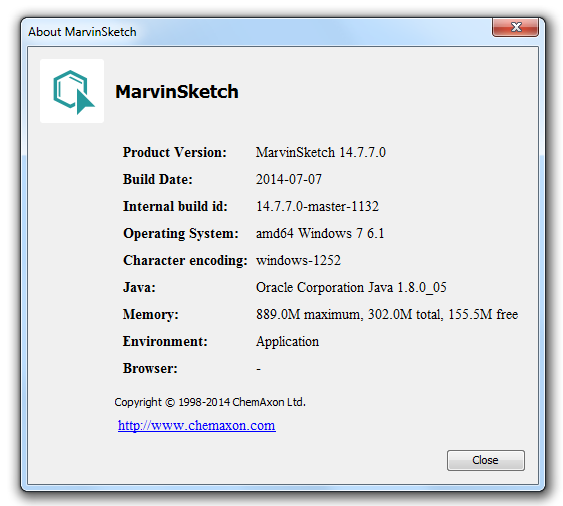 About MarvinSketch
MarvinSketch
Product Version: MarvinSketch 14.7.7.0
Build Date: 2014-07-07
Internal build id: 14.7.7.0-master-1132
Operating System: amd64 Windows 7 6.1
Character encoding: windows-1252
Java: Oracle Corporation Java 1.8.0_05
Memory: 889.0M maximum, 302.0M total, 155.5M free
Environment: Application
Browser: -
Copyright © 1998-2014 ChemAxon Ltd.
http://www.chemaxon.com
Close